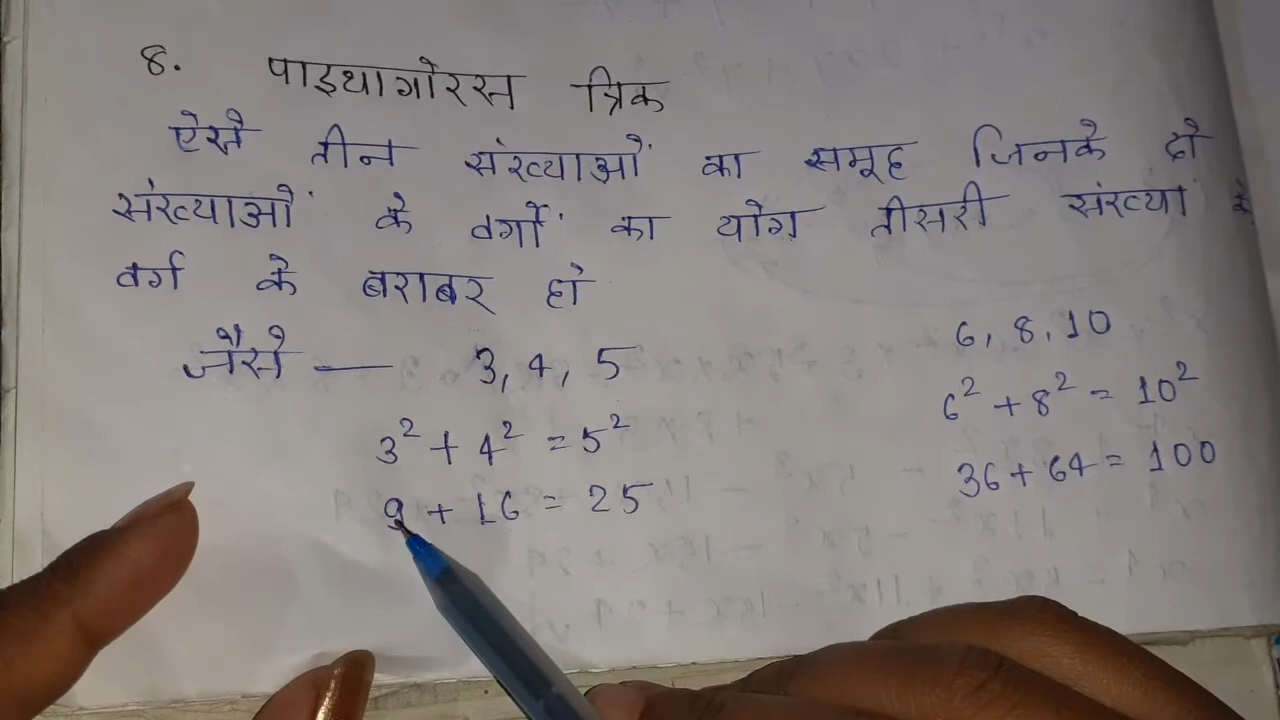 8. पाइथागोरस त्रिक
ऐसे तीन संख्याओं का समूह जिनके दो
संख्याओं के वर्गों का योग तीसरी संख्या के
वर्ग के बराबर हो
जैसे — 3, 4, 5
3² + 4² = 5²
9 + 16 = 25
6, 8, 10
6² + 8² = 10²
36 + 64 = 100